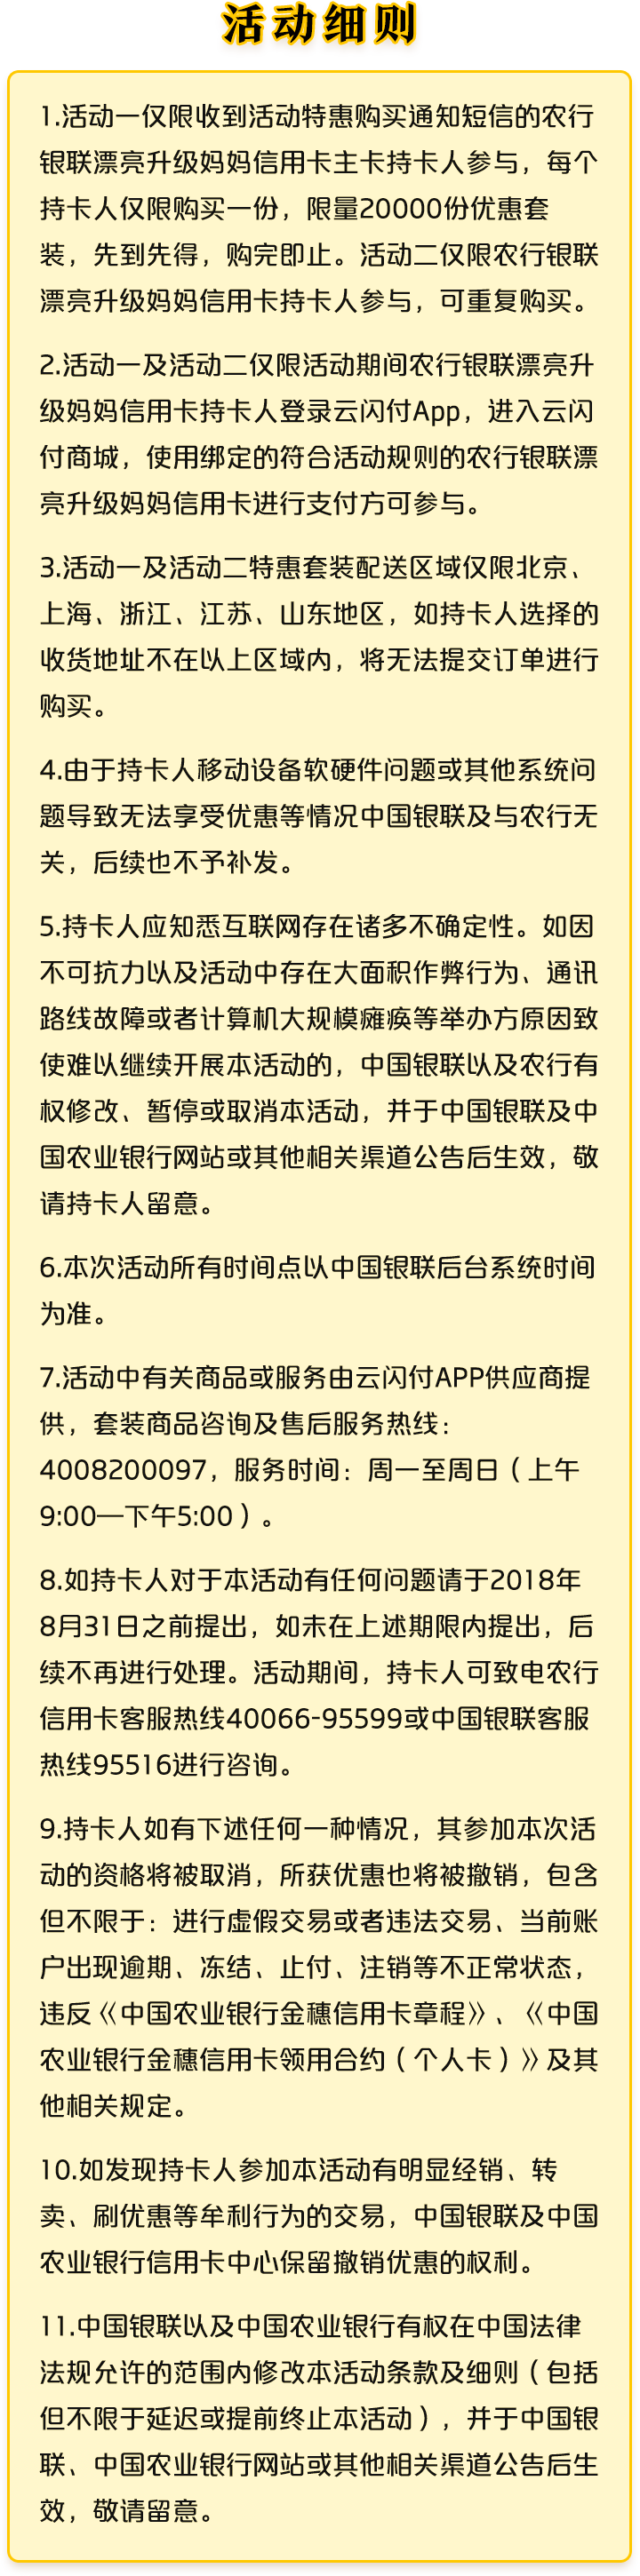 活动细则
1.活动一仅限收到活动特惠购买通知短信的农行
银联漂亮升级妈妈信用卡主卡持卡人参与，每个
持卡人仅限购买一份，限量20000份优惠套
装，先到先得，购完即止。活动二仅限农行银联
漂亮升级妈妈信用卡持卡人参与，可重复购买。
2.活动一及活动二仅限活动期间农行银联漂亮升
级妈妈信用卡持卡人登录云闪付App，进入云闪
付商城，使用绑定的符合活动规则的农行银联漂
亮升级妈妈信用卡进行支付方可参与。
3.活动一及活动二特惠套装配送区域仅限北京、
上海、浙江、江苏、山东地区，如持卡人选择的
收货地址不在以上区域内，将无法提交订单进行
购买。
4.由于持卡人移动设备软硬件问题或其他系统问
题导致无法享受优惠等情况中国银联及与农行无
关，后续也不予补发。
5.持卡人应知悉互联网存在诸多不确定性。如因
不可抗力以及活动中存在大面积作弊行为、通讯
路线故障或者计算机大规模瘫痪等举办方原因致
使难以继续开展本活动的，中国银联以及农行有
权修改、暂停或取消本活动，并于中国银联及中
国农业银行网站或其他相关渠道公告后生效，敬
请持卡人留意。
6.本次活动所有时间点以中国银联后台系统时间
为准。
7.活动中有关商品或服务由云闪付APP供应商提
供，套装商品咨询及售后服务热线：
4008200097，服务时间：周一至周日（上午
9:00—下午5:00）。
8.如持卡人对于本活动有任何问题请于2018年
8月31日之前提出，如未在上述期限内提出，后
续不再进行处理。活动期间，持卡人可致电农行
信用卡客服热线40066-95599或中国银联客服
热线95516进行咨询。
9.持卡人如有下述任何一种情况，其参加本次活
动的资格将被取消，所获优惠也将被撤销，包含
但不限于：进行虚假交易或者违法交易、当前账
户出现逾期、冻结、止付、注销等不正常状态，
违反《中国农业银行金穗信用卡章程》、《中国
农业银行金穗信用卡领用合约（个人卡）》及其
他相关规定。
10.如发现持卡人参加本活动有明显经销、转
卖、刷优惠等牟利行为的交易，中国银联及中国
农业银行信用卡中心保留撤销优惠的权利。
11.中国银联以及中国农业银行有权在中国法律
法规允许的范围内修改本活动条款及细则（包括
但不限于延迟或提前终止本活动），并于中国银
联、中国农业银行网站或其他相关渠道公告后生
效，敬请留意。